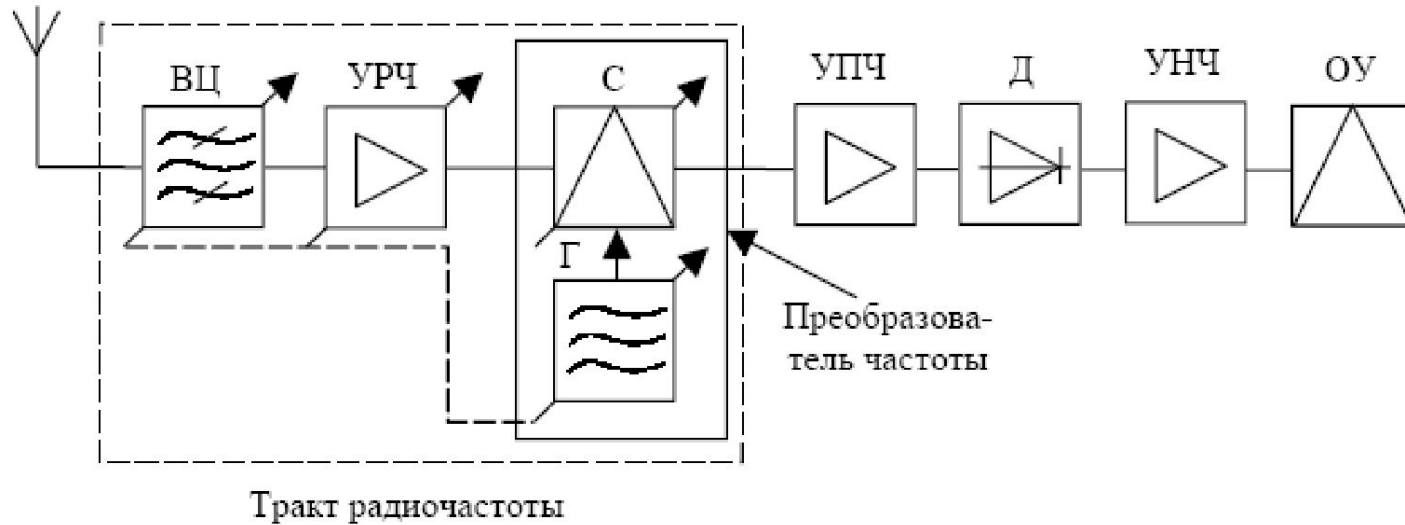 ВЦ
УРЧ
С
УПЧ
Д
УНЧ
ОУ
Г
Преобразова-
тель частоты
Тракт радиочастоты